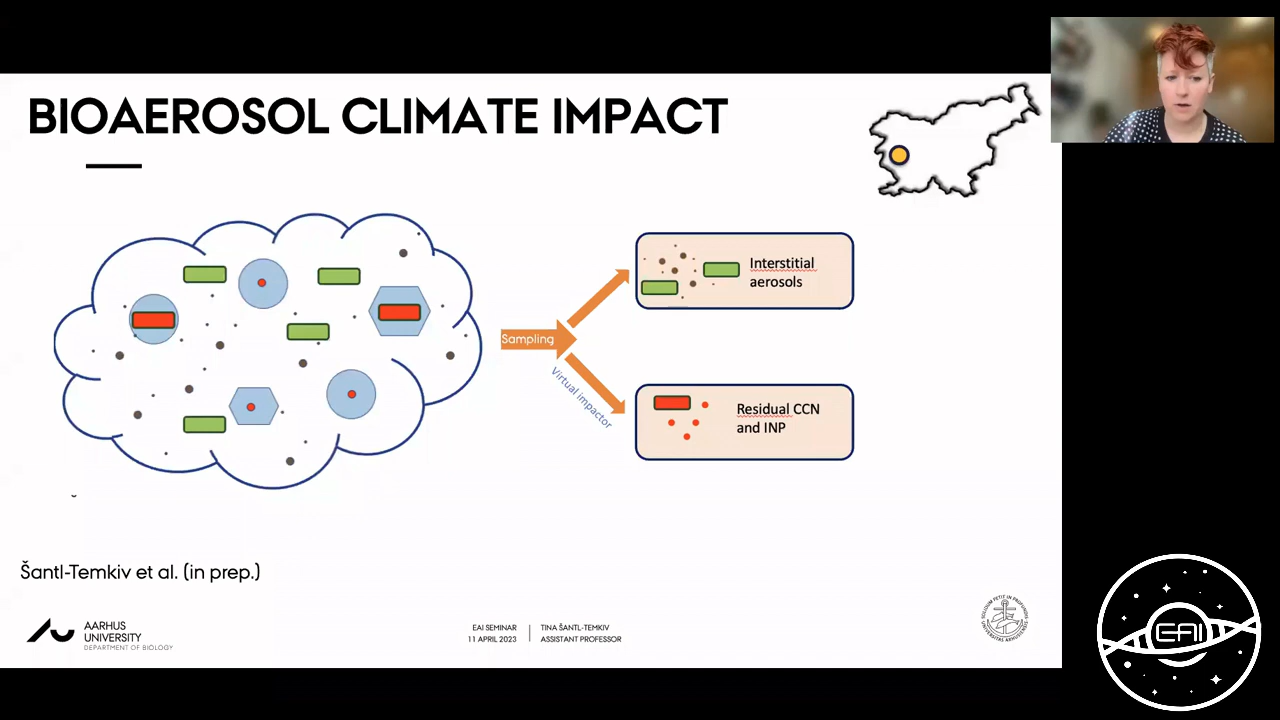 BIOAEROSOL CLIMATE IMPACT
Sampling
Virtual impactor
Interstitial
aerosols
Residual CCN
and INP
Šantl-Temkiv et al. (in prep.)
AARHUS
UNIVERSITY
DEPARTMENT OF BIOLOGY
EAI SEMINAR
11 APRIL 2023
TINA ŠANTL-TEMKIV
ASSISTANT PROFESSOR
EAI